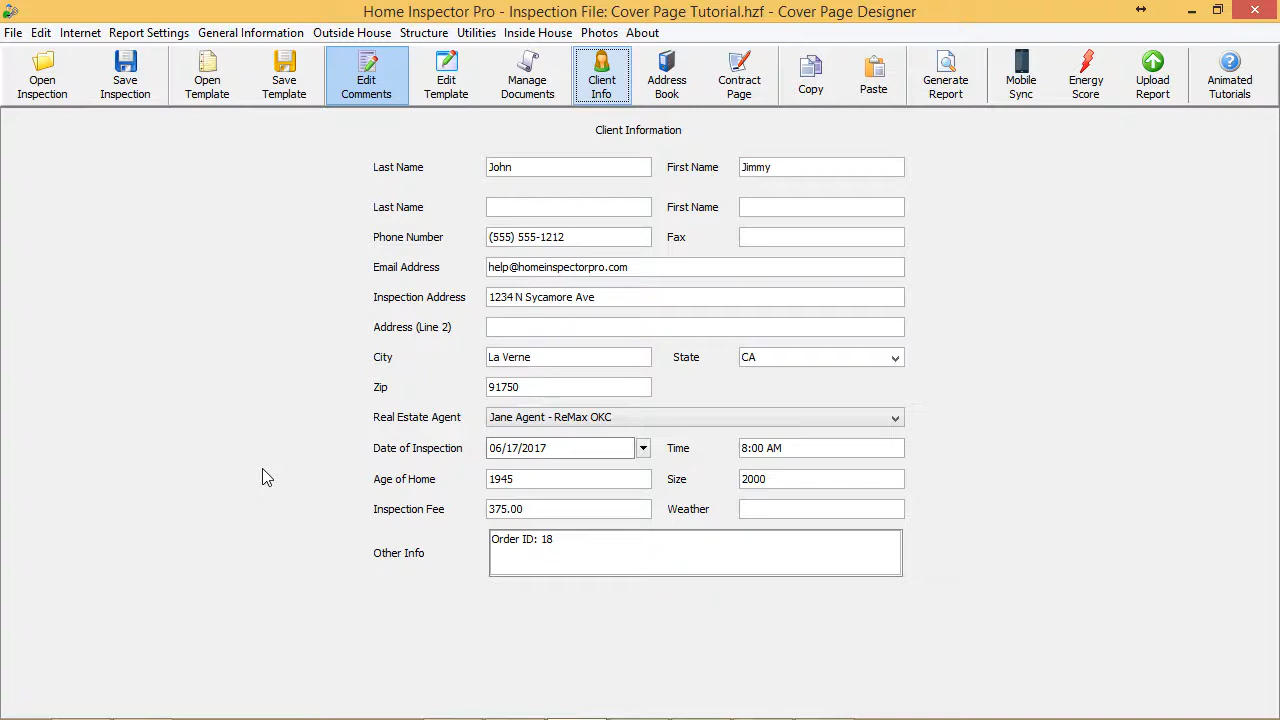 Home Inspector Pro - Inspection File: Cover Page Tutorial.hzf - Cover Page Designer
File Edit Internet Report Settings General Information Outside House Structure Utilities Inside House Photos About
Open Inspection Save Inspection Open Template Save Template Edit Comments Edit Template Manage Documents Client Info Address Book Contract Page Copy Paste Generate Report Mobile Sync Energy Score Upload Report Animated Tutorials
Client Information
Last Name John First Name Jimmy
Last Name First Name
Phone Number (555) 555-1212 Fax
Email Address help@homeinspectorpro.com
Inspection Address 1234 N Sycamore Ave
Address (Line 2)
City La Verne State CA
Zip 91750
Real Estate Agent Jane Agent - ReMax OKC
Date of Inspection 06/17/2017 Time 8:00 AM
Age of Home 1945 Size 2000
Inspection Fee 375.00 Weather
Other Info Order ID: 18